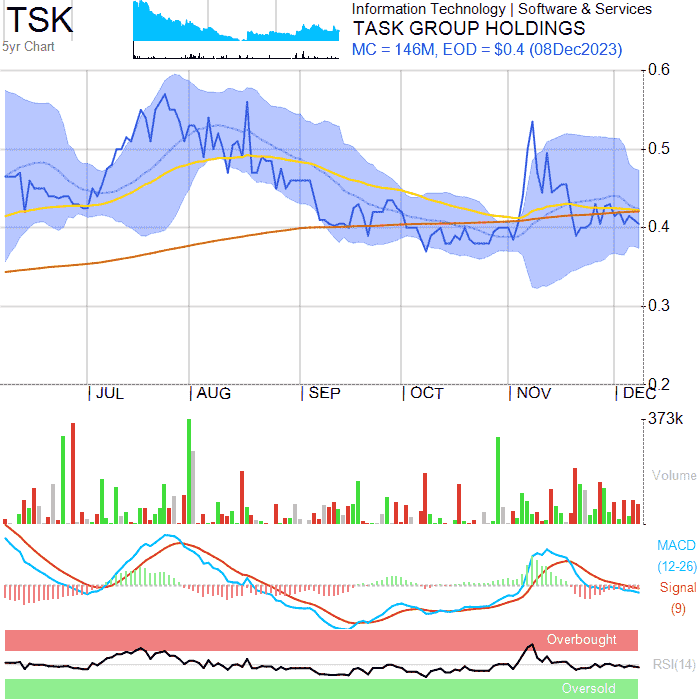 TSK
5yr Chart
Information Technology | Software & Services
TASK GROUP HOLDINGS
MC = 146M, EOD = $0.4 (08Dec2023)
0.6
0.5
0.4
0.3
0.2
JUL
AUG
SEP
OCT
NOV
DEC
373k
Volume
MACD
(12-26)
Signal
(9)
Overbought
RSI(14)
Oversold